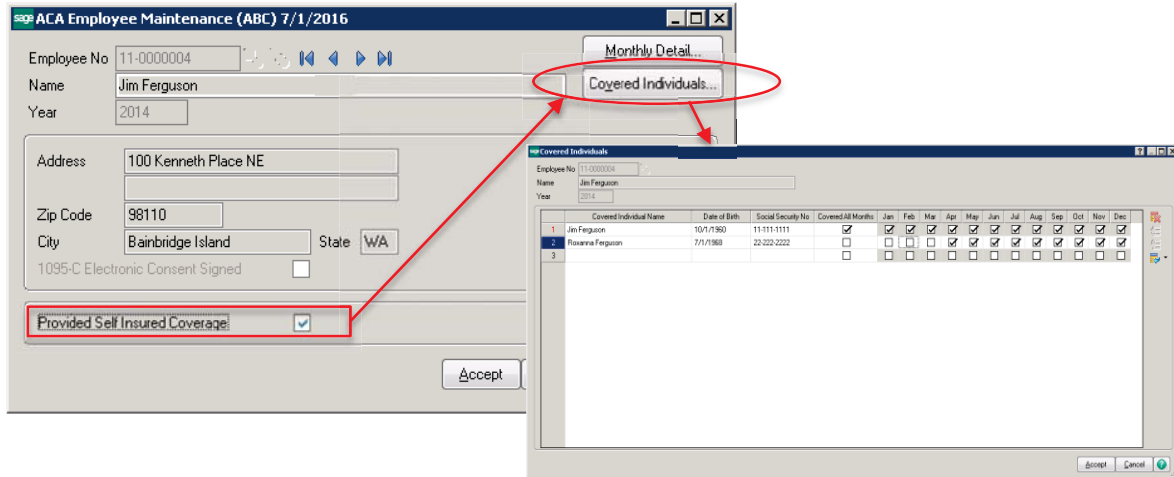 sage ACA Employee Maintenance (ABC) 7/1/2016
Employee No 11-0000004
Name Jim Ferguson
Year 2014
Monthly Detail...
Covered Individuals...
Address 100 Kenneth Place NE
Zip Code 98110
City Bainbridge Island State WA
1095-C Electronic Consent Signed
Provided Self Insured Coverage
Accept
sage Covered Individuals
Employee No 11-0000004
Name Jim Ferguson
Year 2014
Covered Individual Name Date of Birth Social Security No Covered All Months Jan Feb Mar Apr May Jun Jul Aug Sep Oct Nov Dec
1 Jim Ferguson 10/1/1960 11-111-1111
2 Roxanna Ferguson 7/1/1968 22-222-2222
3
Accept Cancel